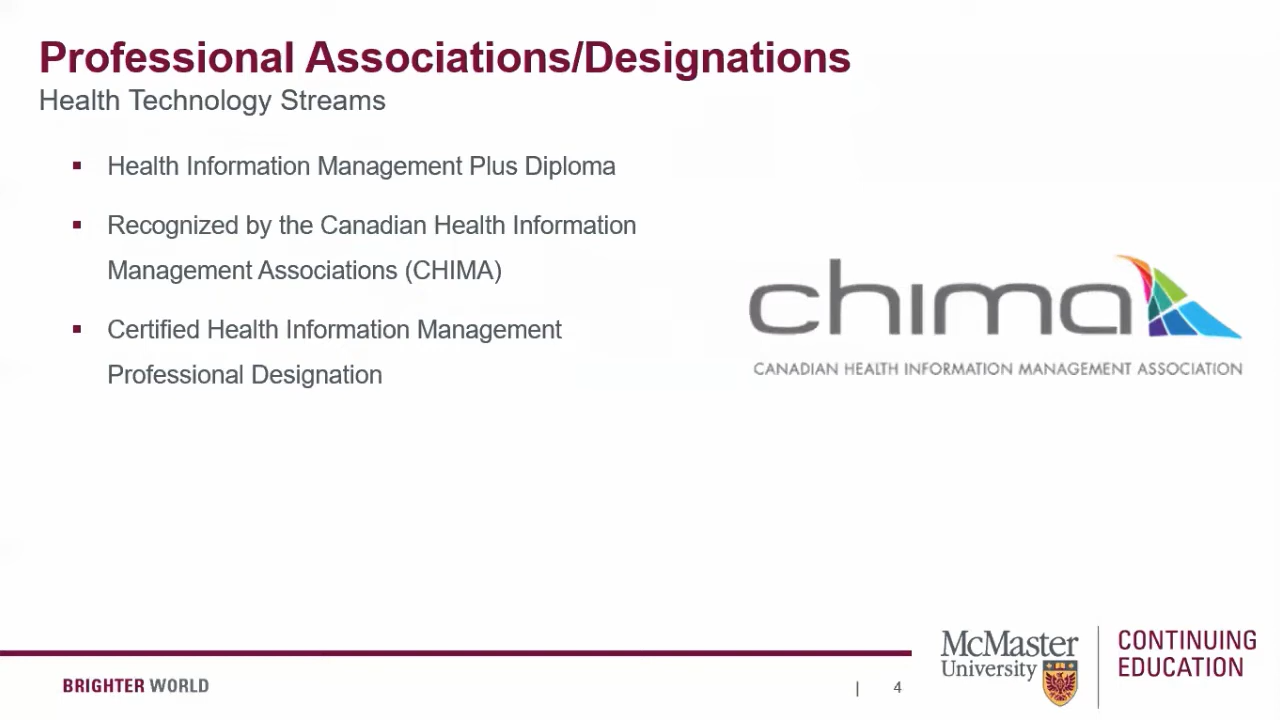 Professional Associations/Designations
Health Technology Streams
▪ Health Information Management Plus Diploma
▪ Recognized by the Canadian Health Information
Management Associations (CHIMA)
▪ Certified Health Information Management
Professional Designation
chima
CANADIAN HEALTH INFORMATION MANAGEMENT ASSOCIATION
BRIGHTER WORLD
| 4
McMaster
University
CONTINUING
EDUCATION